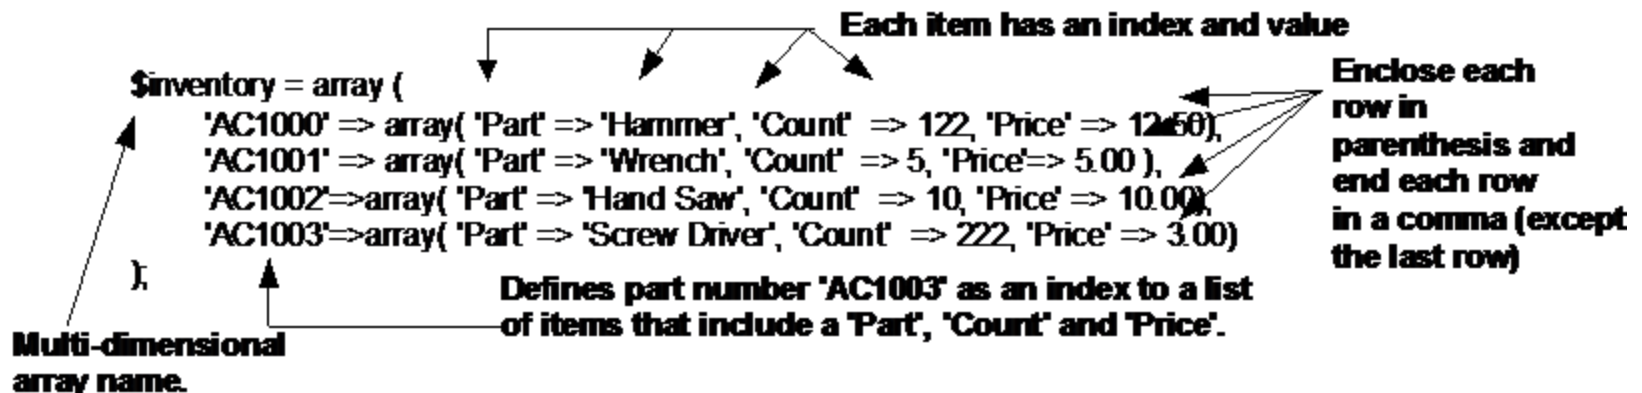 Each item has an index and value
$inventory = array (
'AC1000' => array( 'Part' => 'Hammer', 'Count' => 122, 'Price' => 12.50),
'AC1001' => array( 'Part' => 'Wrench', 'Count' => 5, 'Price'=> 5.00 ),
'AC1002'=>array( 'Part' => 'Hand Saw', 'Count' => 10, 'Price' => 10.00),
'AC1003'=>array( 'Part' => 'Screw Driver', 'Count' => 222, 'Price' => 3.00)
);
Enclose each
row in
parenthesis and
end each row
in a comma (except
the last row)
Defines part number 'AC1003' as an index to a list
of items that include a 'Part', 'Count' and 'Price'.
Multi-dimensional
array name.